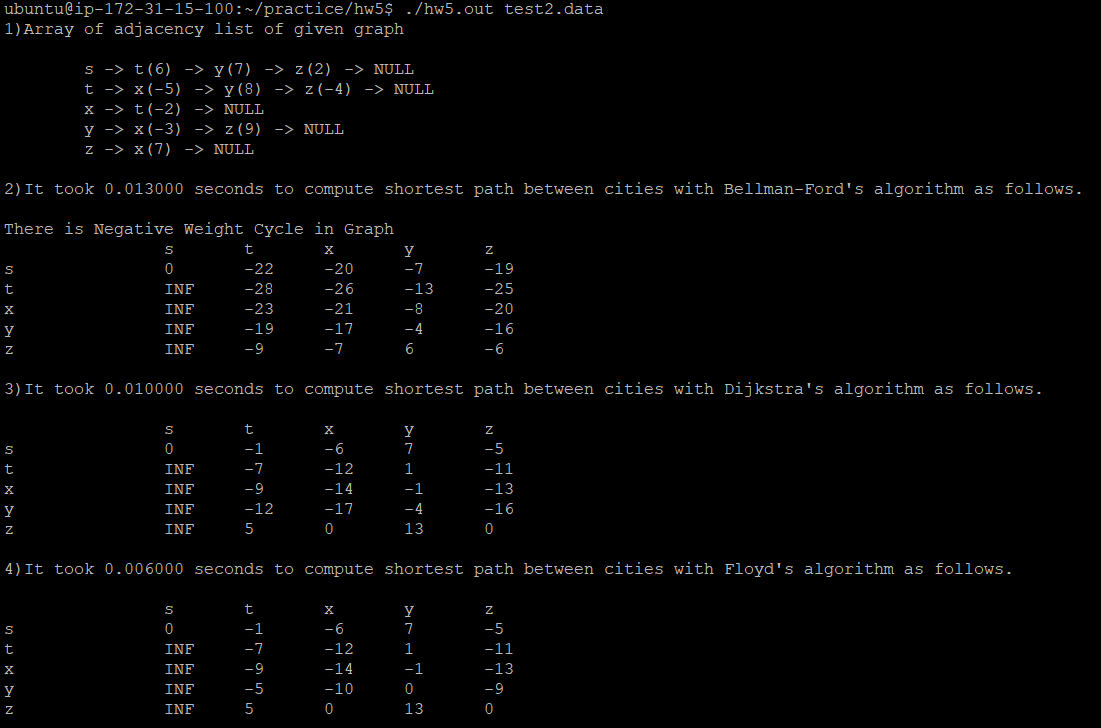 ubuntu@ip-172-31-15-100:~/practice/hw5$ ./hw5.out test2.data
1)Array of adjacency list of given graph
s -> t(6) -> y(7) -> z(2) -> NULL
t -> x(-5) -> y(8) -> z(-4) -> NULL
x -> t(-2) -> NULL
y -> x(-3) -> z(9) -> NULL
z -> x(7) -> NULL
2)It took 0.013000 seconds to compute shortest path between cities with Bellman-Ford's algorithm as follows.
There is Negative Weight Cycle in Graph
s t x y z
s 0 -22 -20 -7 -19
t INF -28 -26 -13 -25
x INF -23 -21 -8 -20
y INF -19 -17 -4 -16
z INF -9 -7 6 -6
3)It took 0.010000 seconds to compute shortest path between cities with Dijkstra's algorithm as follows.
s t x y z
s 0 -1 -6 7 -5
t INF -7 -12 1 -11
x INF -9 -14 -1 -13
y INF -12 -17 -4 -16
z INF 5 0 13 0
4)It took 0.006000 seconds to compute shortest path between cities with Floyd's algorithm as follows.
s t x y z
s 0 -1 -6 7 -5
t INF -7 -12 1 -11
x INF -9 -14 -1 -13
y INF -5 -10 0 -9
z INF 5 0 13 0